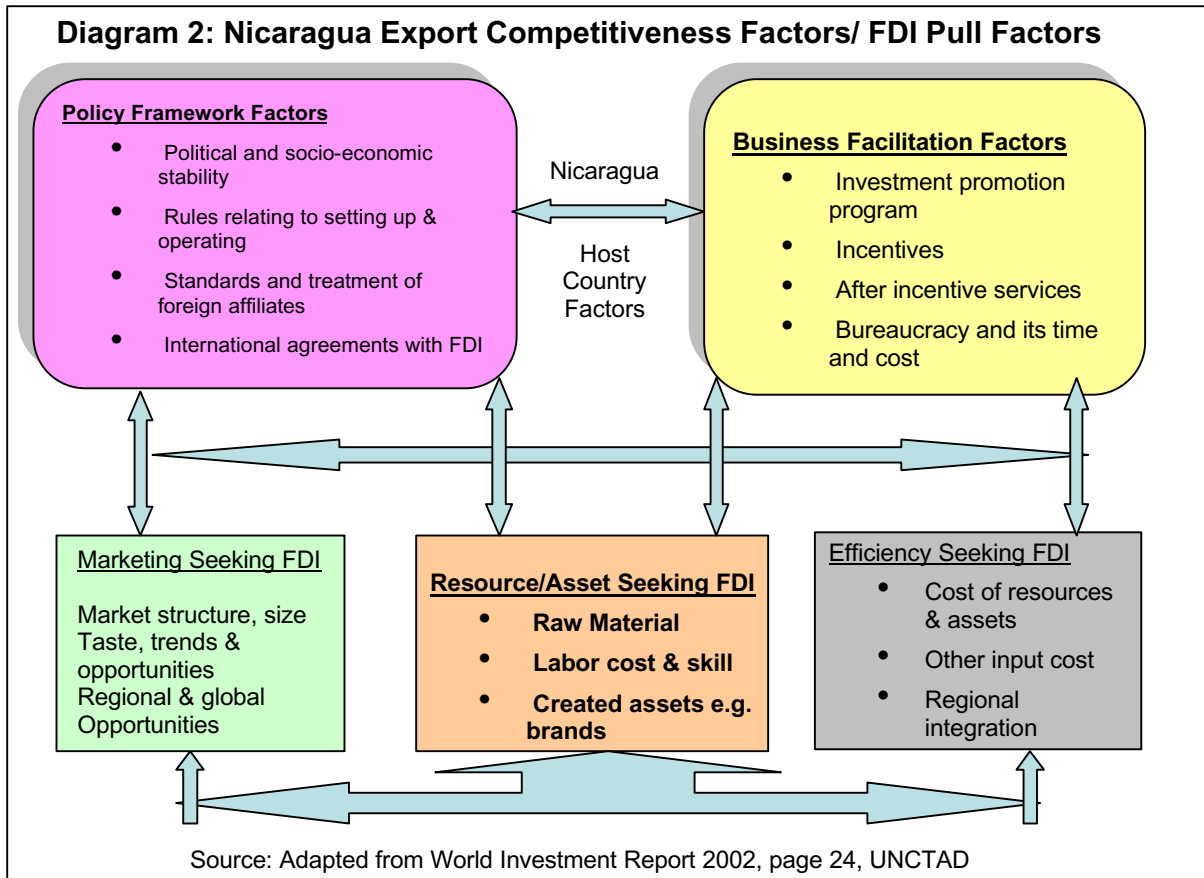 Diagram 2: Nicaragua Export Competitiveness Factors/ FDI Pull Factors
Policy Framework Factors
• Political and socio-economic
stability
• Rules relating to setting up &
operating
• Standards and treatment of
foreign affiliates
• International agreements with FDI
Nicaragua
Host
Country
Factors
Business Facilitation Factors
• Investment promotion
program
• Incentives
• After incentive services
• Bureaucracy and its time
and cost
Marketing Seeking FDI
Market structure, size
Taste, trends &
opportunities
Regional & global
Opportunities
Resource/Asset Seeking FDI
• Raw Material
• Labor cost & skill
• Created assets e.g.
brands
Efficiency Seeking FDI
• Cost of resources
& assets
• Other input cost
• Regional
integration
Source: Adapted from World Investment Report 2002, page 24, UNCTAD